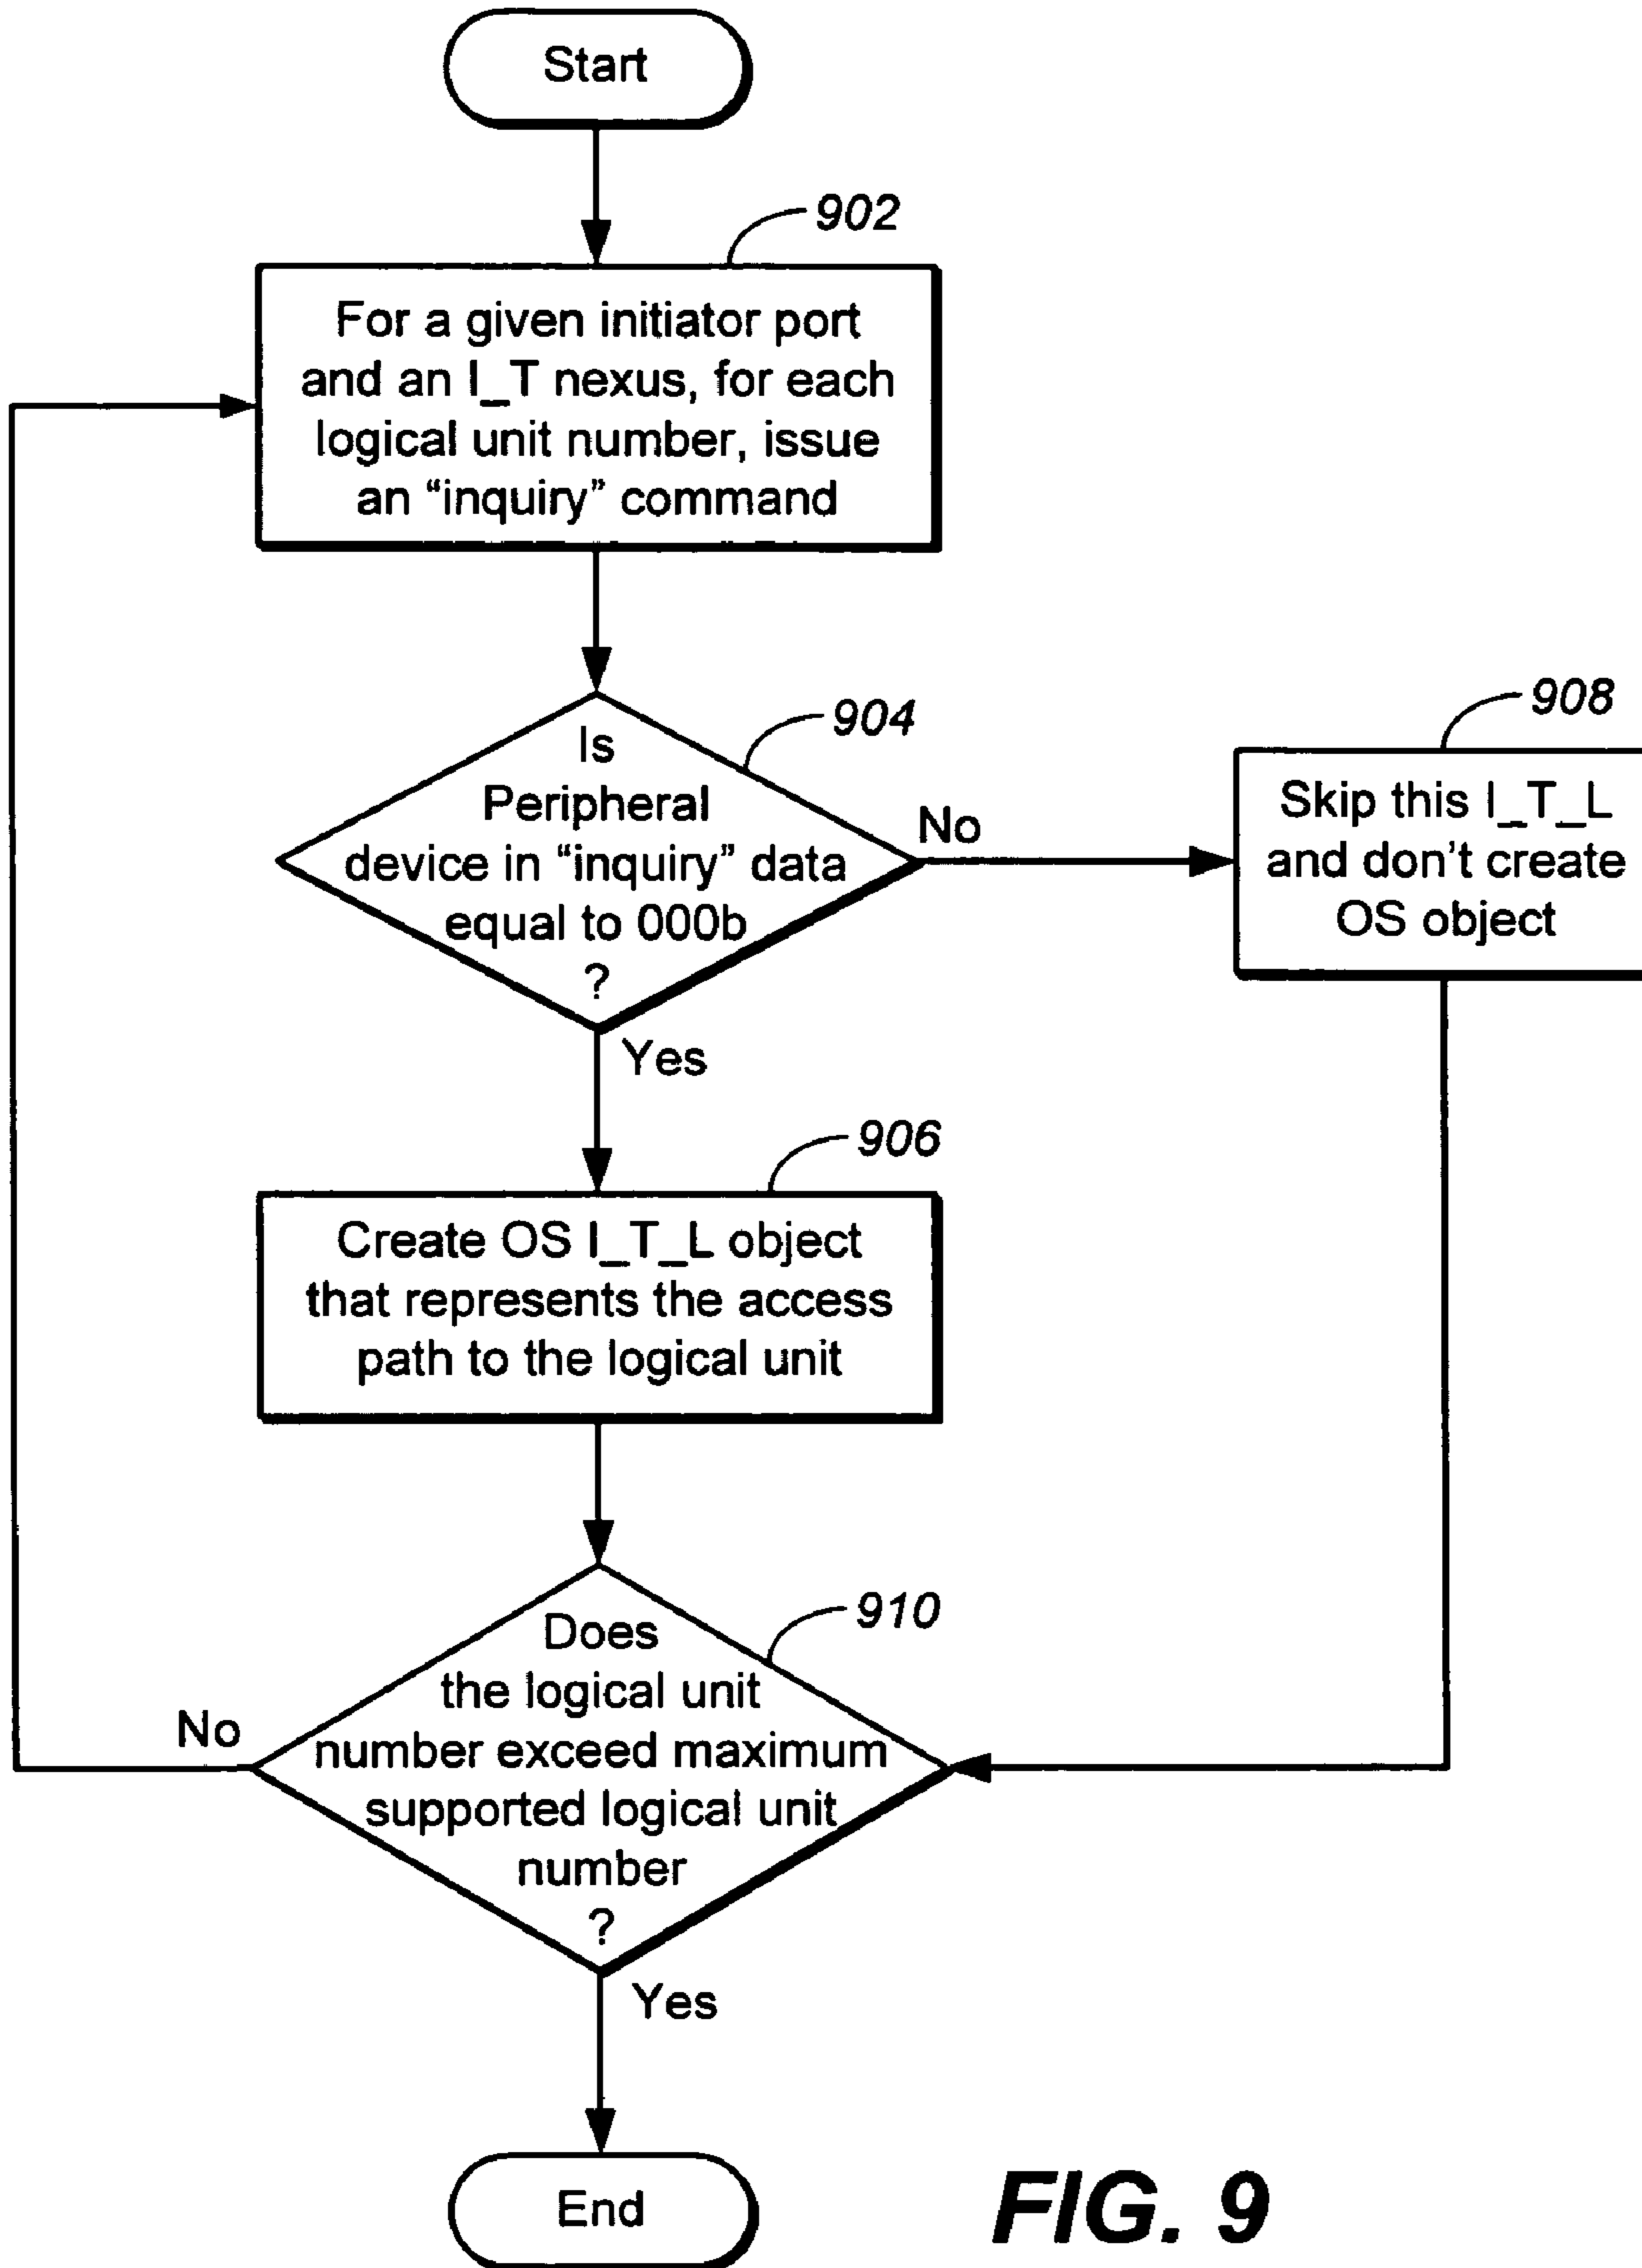 Start
902
For a given initiator port
and an I_T nexus, for each
logical unit number, issue
an “inquiry” command
904
Is
Peripheral
device in “inquiry” data
equal to 000b
?
No
Yes
908
Skip this I_T_L
and don't create
OS object
906
Create OS I_T_L object
that represents the access
path to the logical unit
910
Does
the logical unit
number exceed maximum
supported logical unit
number
?
No
Yes
End
FIG. 9